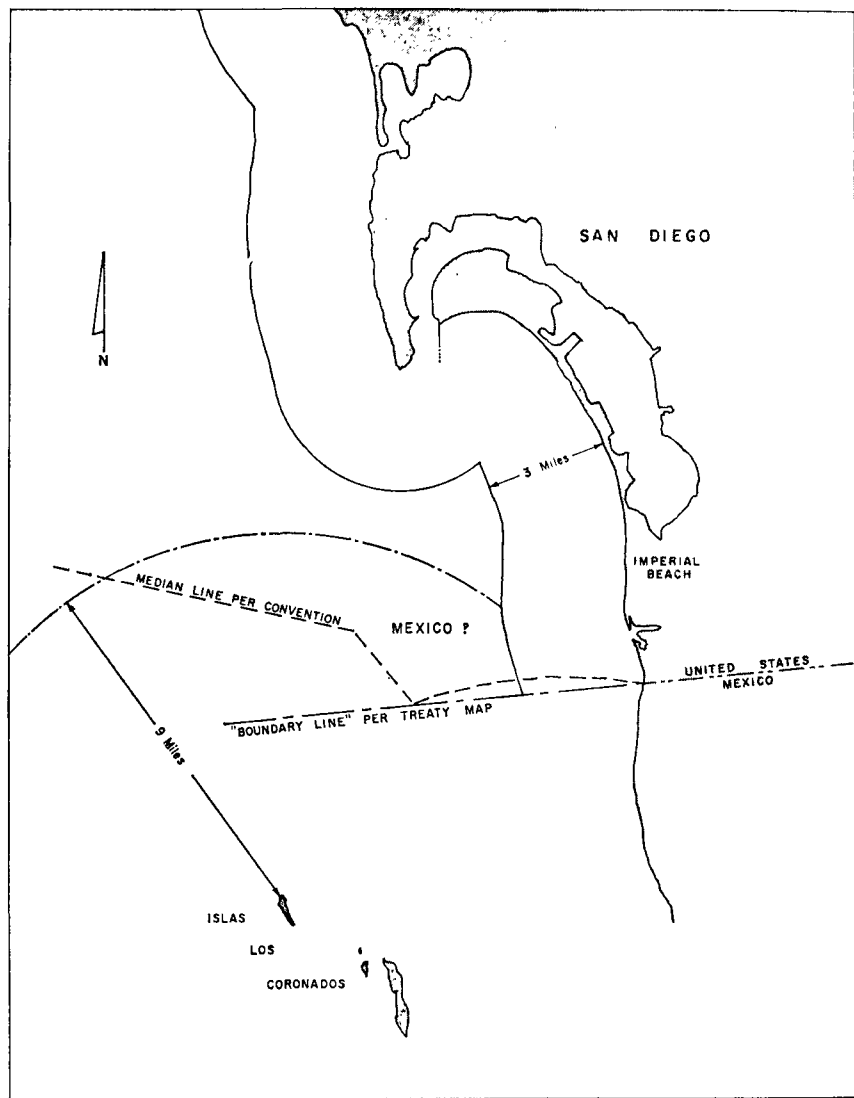 SAN DIEGO
N
3 Miles
IMPERIAL
BEACH
MEDIAN LINE PER CONVENTION
MEXICO ?
UNITED STATES
MEXICO
"BOUNDARY LINE" PER TREATY MAP
9 Miles
ISLAS
LOS
CORONADOS